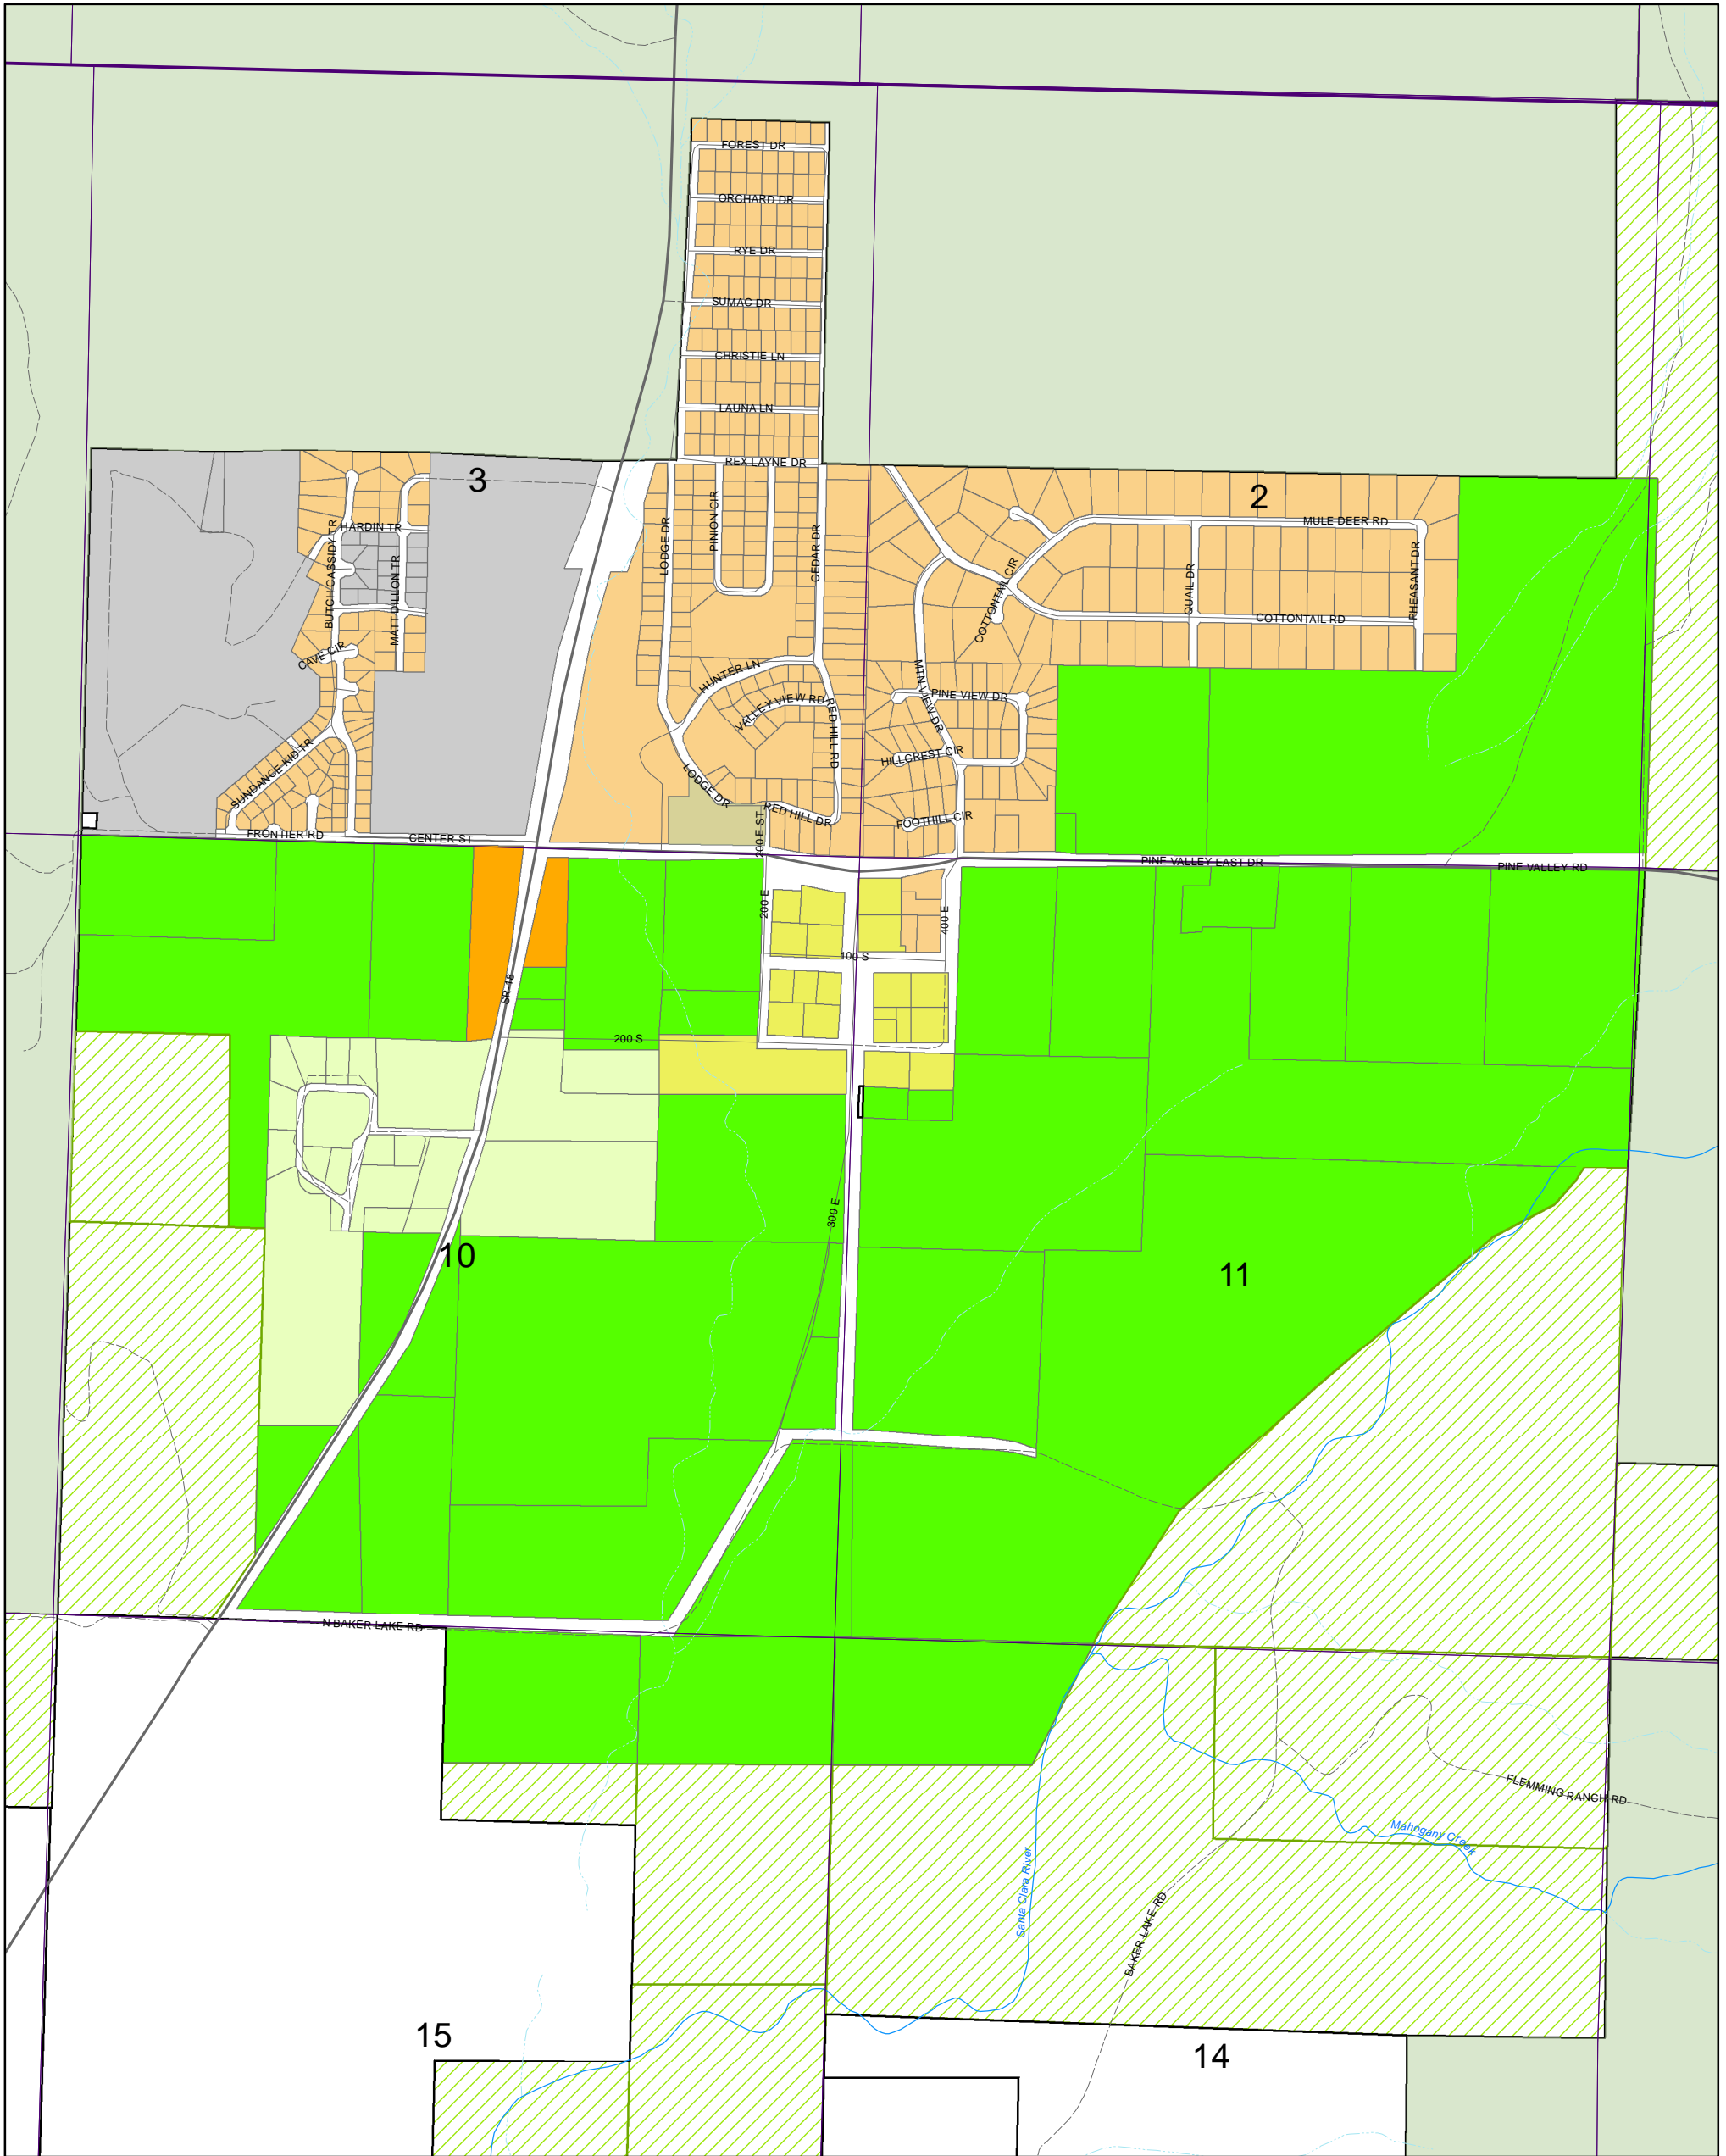 FOREST DR
ORCHARD DR
RYE DR
SUMAC DR
CHRISTIE LN
LAUNA LN
REX LAYNE DR
3
2
HARDIN TR
BUTCH CASSIDY TR
MATT DILLON TR
CAVE CIR
SUNDANCE KID TR
FRONTIER RD
CENTER ST
LODGE DR
PINION CIR
CEDAR DR
HUNTER LN
VALLEY VIEW RD
RED HILL RD
LODGE DR
RED HILL DR
200 E ST
MULE DEER RD
COTTONTAIL CIR
QUAIL DR
PHEASANT DR
COTTONTAIL RD
MTN VIEW DR
PINE VIEW DR
HILLCREST CIR
FOOTHILL CIR
PINE VALLEY EAST DR
PINE VALLEY RD
200 E
400 E
100 S
SR-18
200 S
300 E
10
11
N BAKER LAKE RD
FLEMMING RANCH RD
Mahogany Creek
Santa Clara River
BAKER LAKE RD
15
14